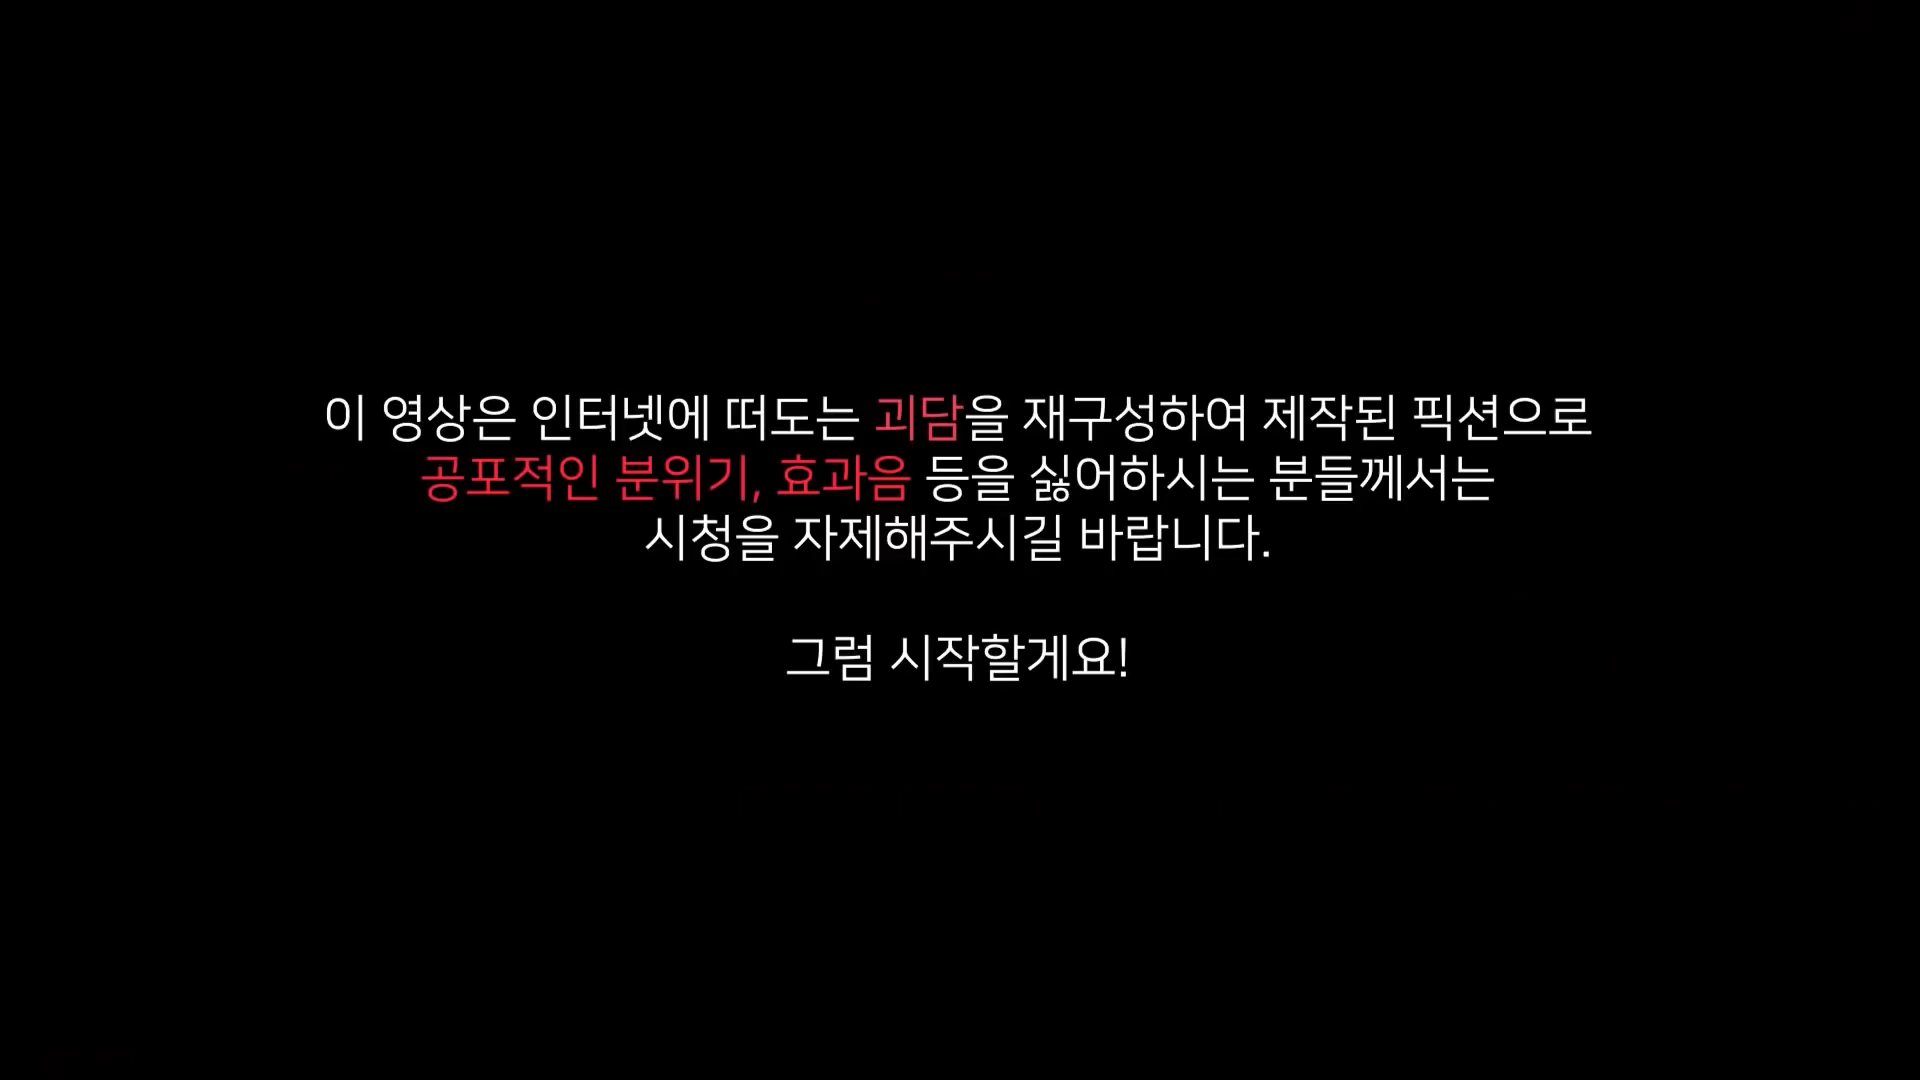 이 영상은 인터넷에 떠도는 괴담을 재구성하여 제작된 픽션으로
공포적인 분위기, 효과음 등을 싫어하시는 분들께서는
시청을 자제해주시길 바랍니다.
그럼 시작할게요!